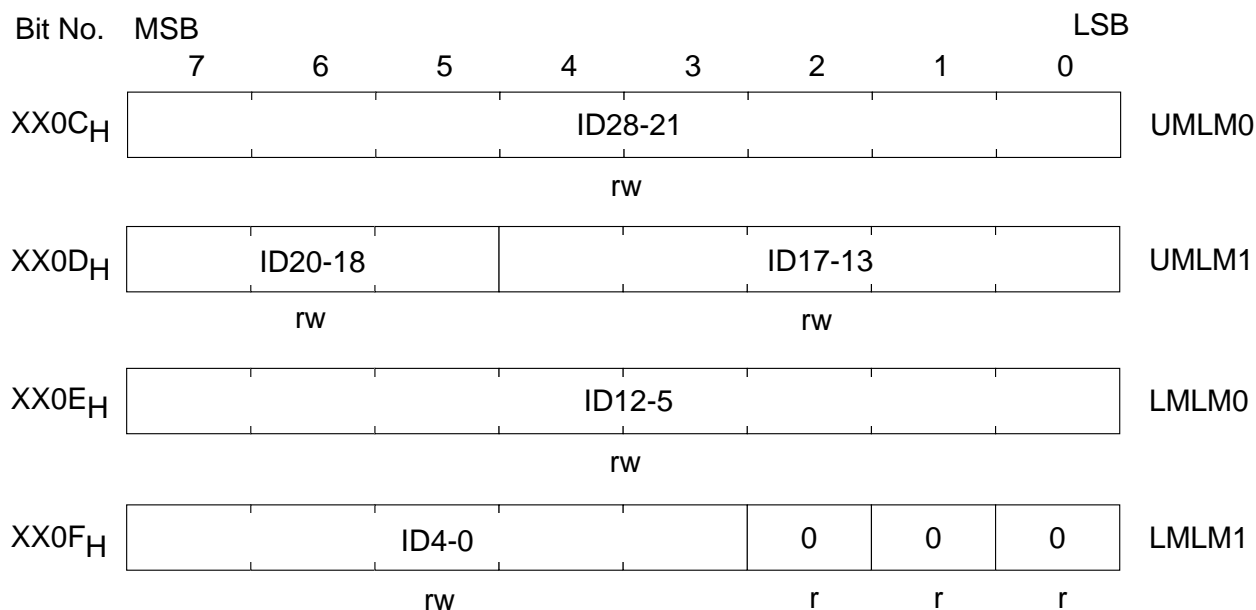 Bit No. MSB LSB
7 6 5 4 3 2 1 0
XX0CH ID28-21 UMLM0
rw
XX0DH ID20-18 ID17-13 UMLM1
rw rw
XX0EH ID12-5 LMLM0
rw
XX0FH ID4-0 0 0 0 LMLM1
rw r r r